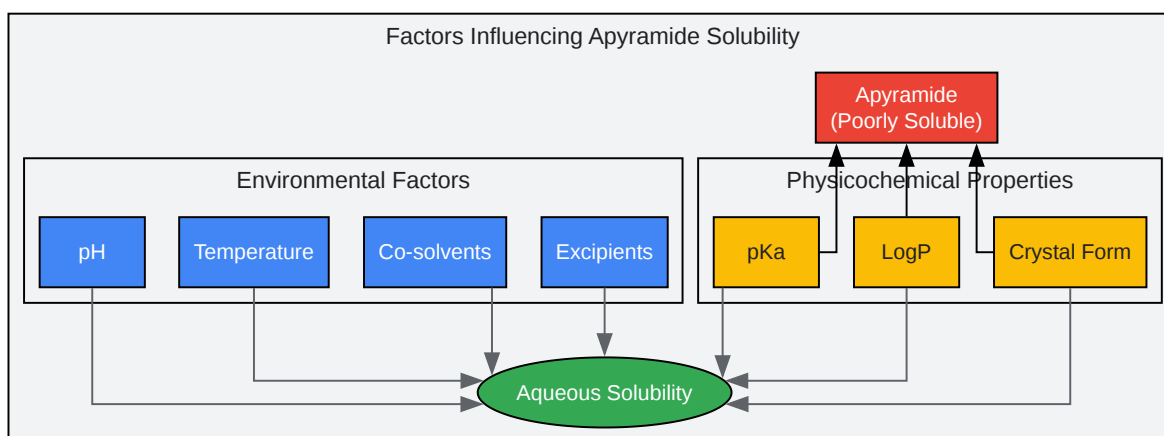 Factors Influencing Apyramide Solubility
Apyramide
(Poorly Soluble)
Environmental Factors
Physicochemical Properties
pH
Temperature
Co-solvents
Excipients
pKa
LogP
Crystal Form
Aqueous Solubility